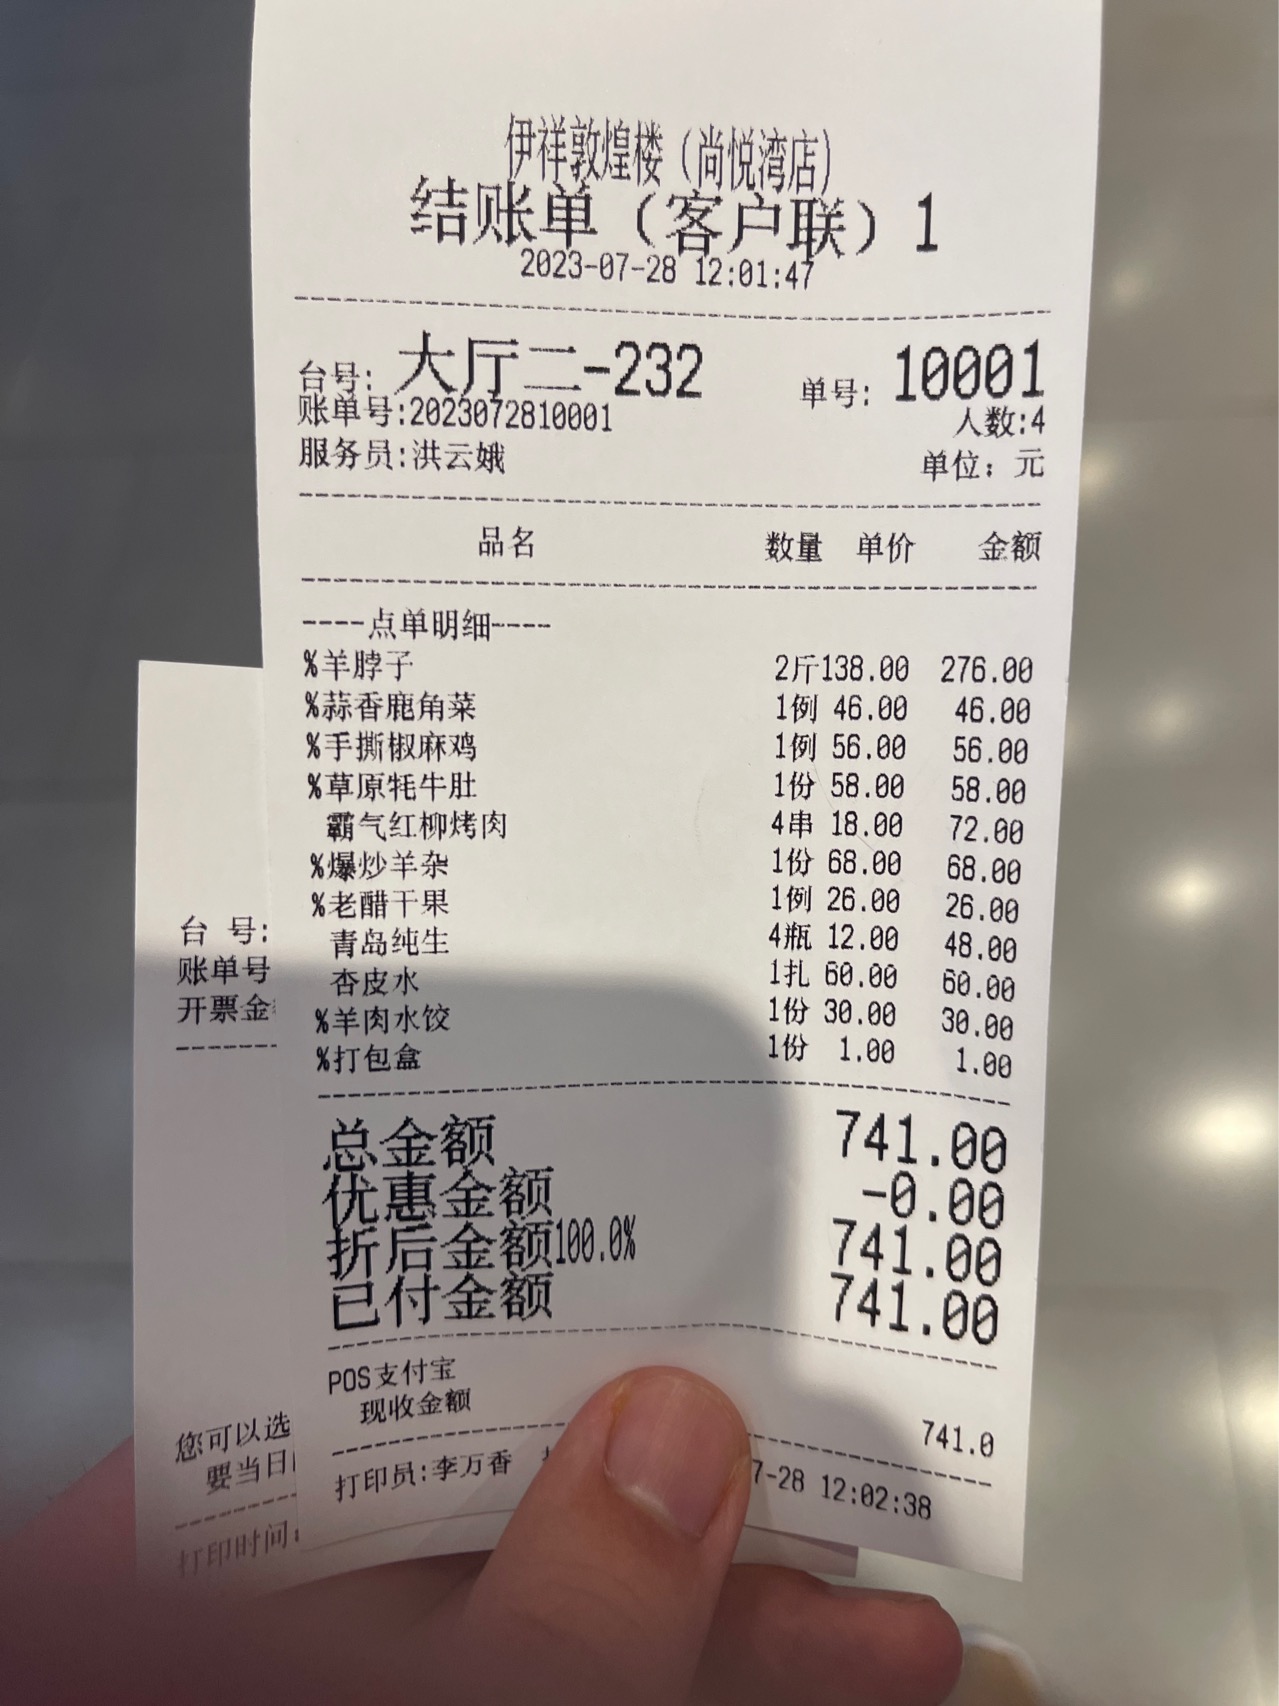 伊祥敦煌楼（尚悦湾店）
结账单（客户联）1
2023-07-28 12:01:47
台号: 大厅二-232 单号: 10001
账单号:2023072810001 人数:4
服务员:洪云娥 单位: 元
品名 数量 单价 金额
----点单明细----
%羊脖子 2斤 138.00 276.00
%蒜香鹿角菜 1例 46.00 46.00
%手撕椒麻鸡 1例 56.00 56.00
%草原牦牛肚 1份 58.00 58.00
霸气红柳烤肉 4串 18.00 72.00
%爆炒羊杂 1份 68.00 68.00
%老醋干果 1例 26.00 26.00
青岛纯生 4瓶 12.00 48.00
杏皮水 1扎 60.00 60.00
%羊肉水饺 1份 30.00 30.00
%打包盒 1份 1.00 1.00
总金额 741.00
优惠金额 -0.00
折后金额100.0% 741.00
已付金额 741.00
POS支付宝
现收金额 741.0
打印员:李万香 7-28 12:02:38
台 号:
账单号
开票金
您可以选
要当日
打印时间: